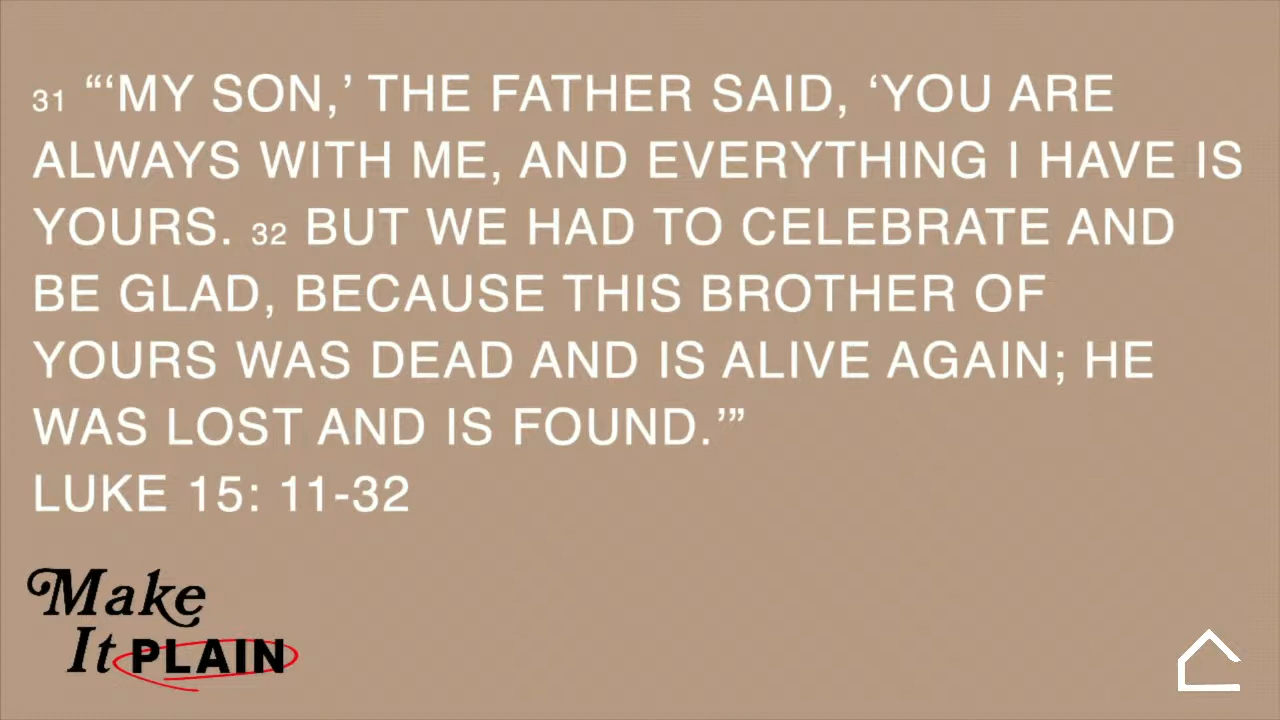 31 “‘MY SON,’ THE FATHER SAID, ‘YOU ARE
ALWAYS WITH ME, AND EVERYTHING I HAVE IS
YOURS. 32 BUT WE HAD TO CELEBRATE AND
BE GLAD, BECAUSE THIS BROTHER OF
YOURS WAS DEAD AND IS ALIVE AGAIN; HE
WAS LOST AND IS FOUND.’”
LUKE 15: 11-32
Make
It PLAIN